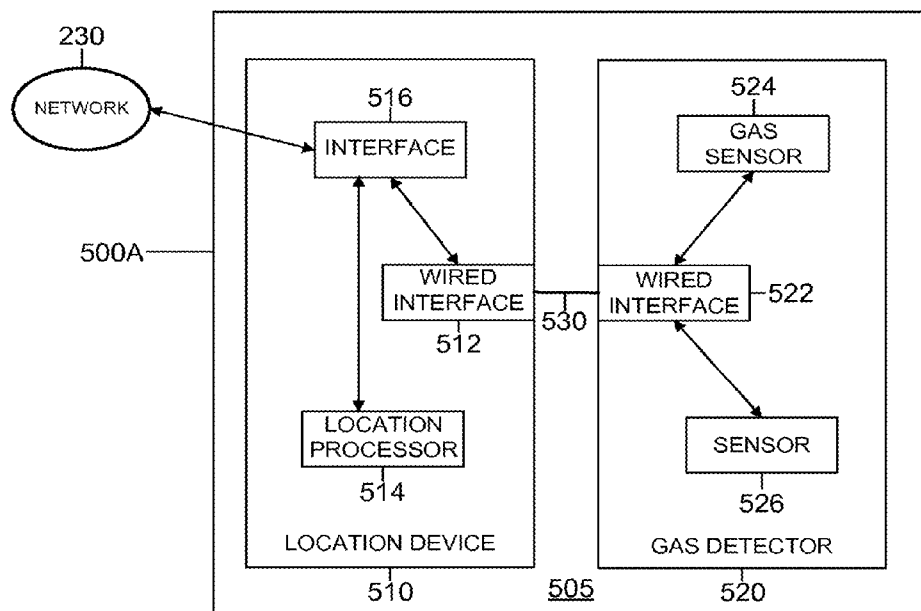 230
NETWORK
516
INTERFACE
524
GAS
SENSOR
500A
WIRED
INTERFACE
512
530
WIRED
INTERFACE
522
LOCATION
PROCESSOR
514
SENSOR
526
LOCATION DEVICE
GAS DETECTOR
510
505
520